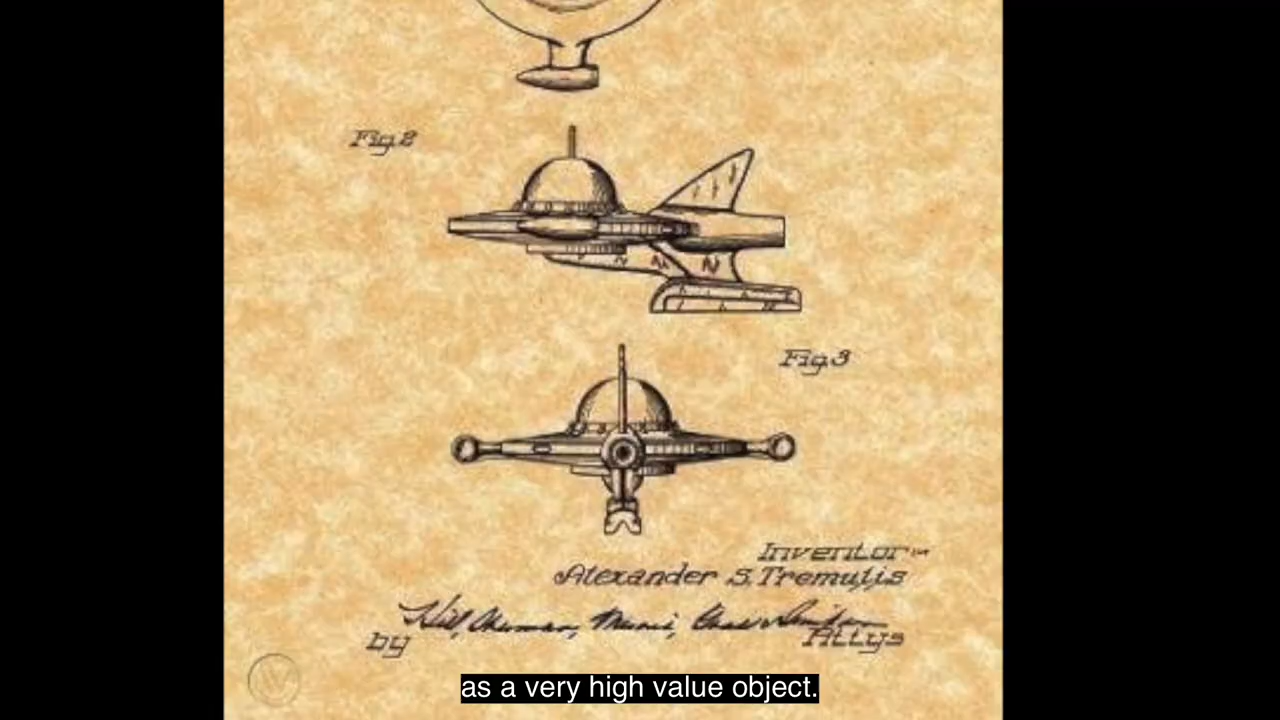 Fig. 2
Fig. 3
Inventor
Alexander S. Tremulis
by
Attys
as a very high value object.